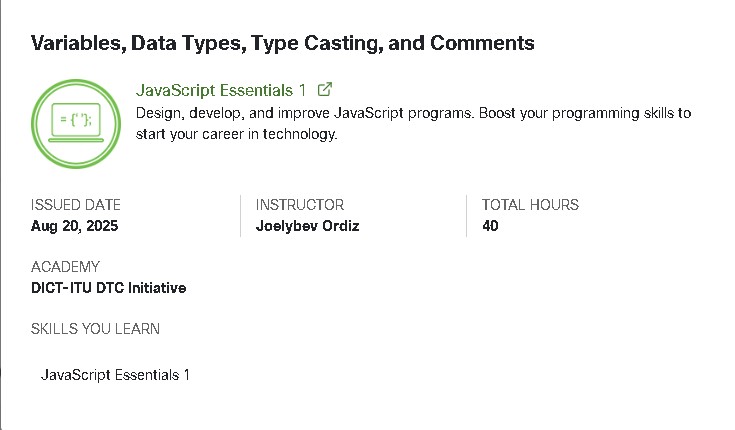 Variables, Data Types, Type Casting, and Comments
= {"};
JavaScript Essentials 1
Design, develop, and improve JavaScript programs. Boost your programming skills to
start your career in technology.
ISSUED DATE
Aug 20, 2025
INSTRUCTOR
Joelybev Ordiz
TOTAL HOURS
40
ACADEMY
DICT-ITU DTC Initiative
SKILLS YOU LEARN
JavaScript Essentials 1